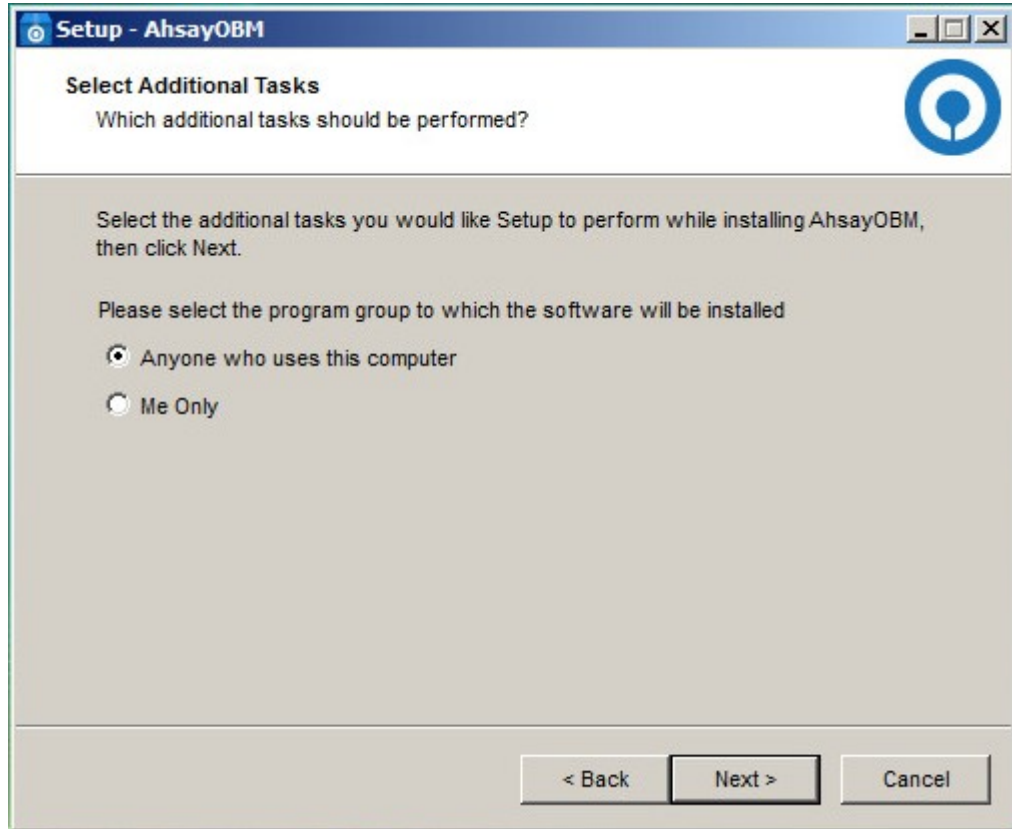 Setup - AhsayOBM
Select Additional Tasks
Which additional tasks should be performed?
Select the additional tasks you would like Setup to perform while installing AhsayOBM,
then click Next.
Please select the program group to which the software will be installed
Anyone who uses this computer
Me Only
< Back Next > Cancel